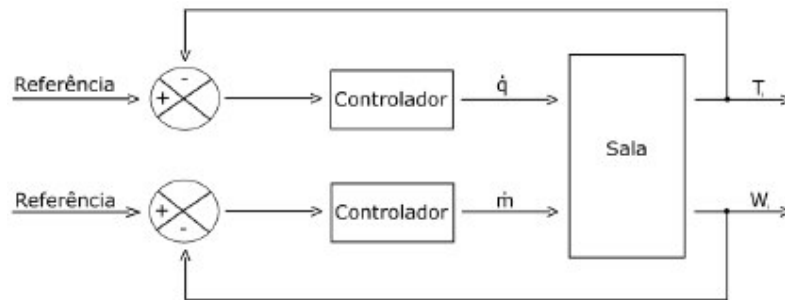 Referência
-
+
Controlador
q̇
Sala
Tᵢ
Referência
+
-
Controlador
ṁ
Wᵢ